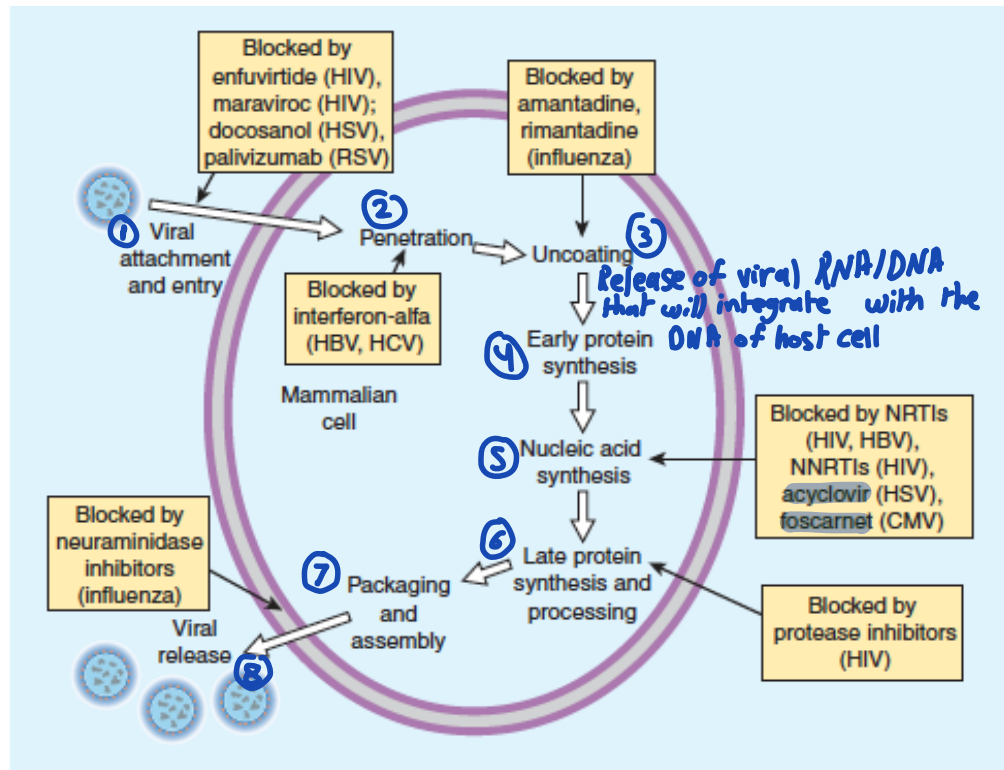 Blocked by
enfuvirtide (HIV),
maraviroc (HIV);
docosanol (HSV),
palivizumab (RSV)
Blocked by
amantadine,
rimantadine
(influenza)
1 Viral
attachment
and entry
2
Penetration
Blocked by
interferon-alfa
(HBV, HCV)
3
Uncoating
Release of viral RNA/DNA
that will integrate with the
DNA of host cell
4 Early protein
synthesis
Mammalian
cell
5 Nucleic acid
synthesis
Blocked by NRTIs
(HIV, HBV),
NNRTIs (HIV),
acyclovir (HSV),
foscarnet (CMV)
6 Late protein
synthesis and
processing
Blocked by
protease inhibitors
(HIV)
7 Packaging
and
assembly
Blocked by
neuraminidase
inhibitors
(influenza)
Viral
release
8